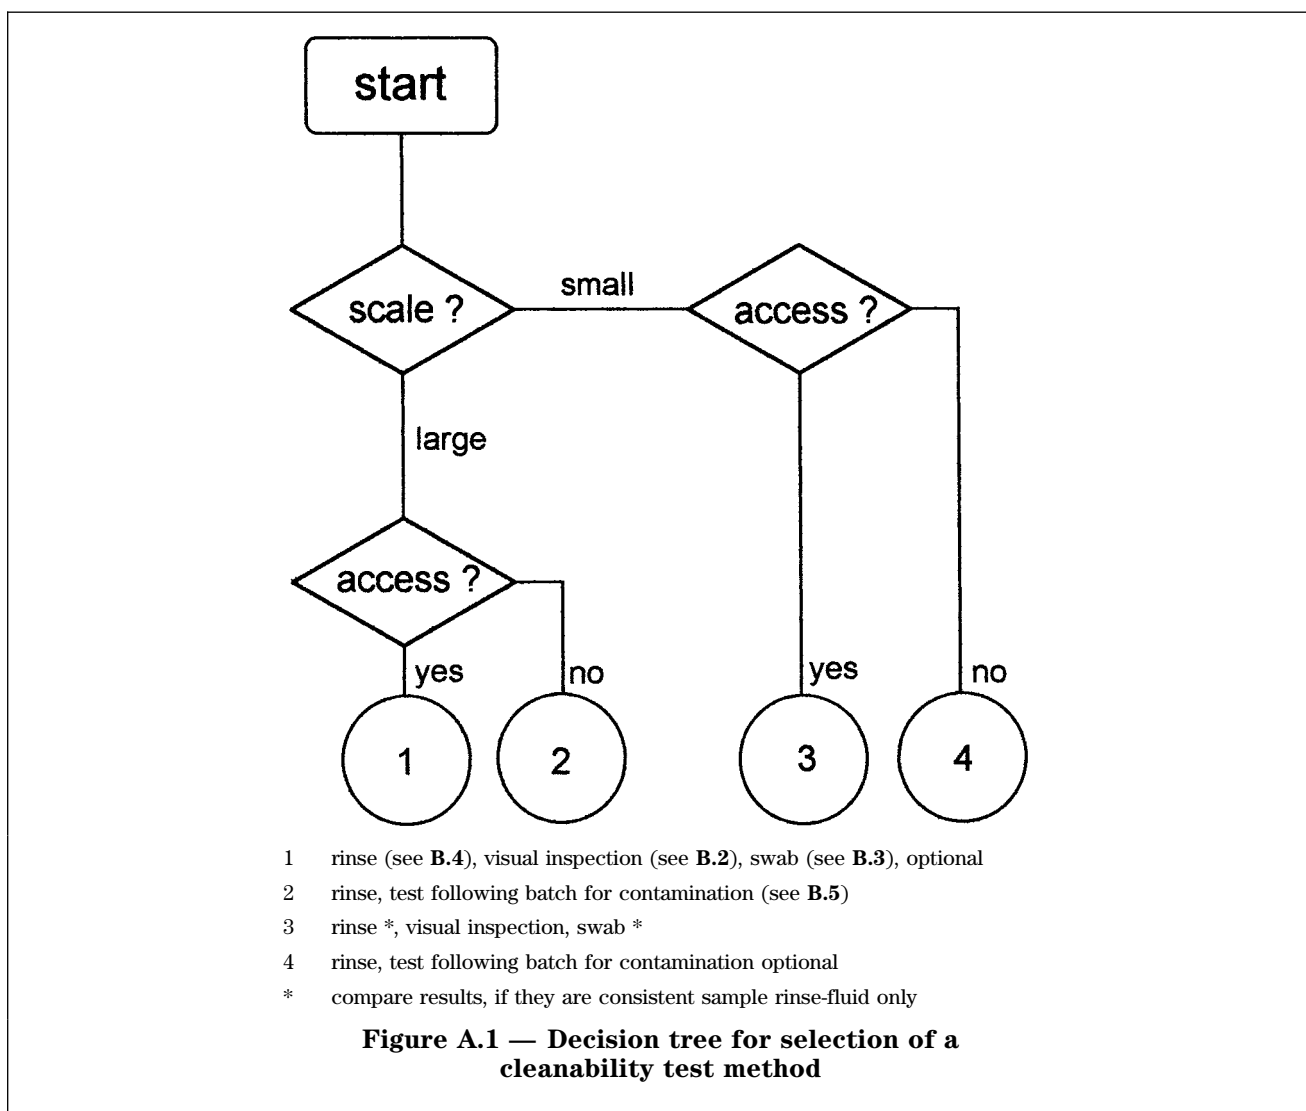 start
scale ?
small
access ?
large
access ?
yes
no
yes
no
1
2
3
4
1 rinse (see B.4), visual inspection (see B.2), swab (see B.3), optional
2 rinse, test following batch for contamination (see B.5)
3 rinse *, visual inspection, swab *
4 rinse, test following batch for contamination optional
* compare results, if they are consistent sample rinse-fluid only
Figure A.1 — Decision tree for selection of a
cleanability test method